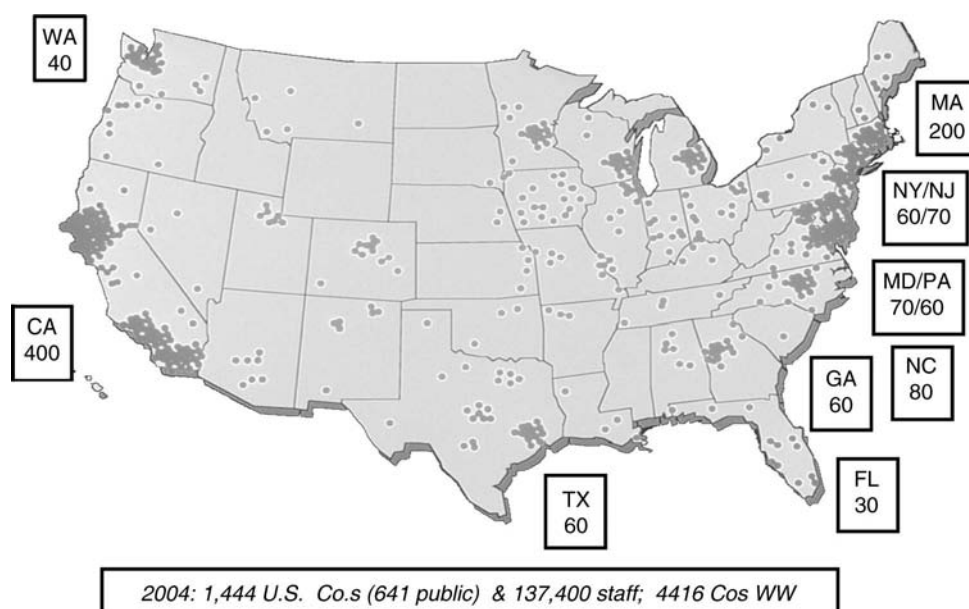 WA
40
MA
200
NY/NJ
60/70
MD/PA
70/60
CA
400
GA
60
NC
80
FL
30
TX
60
2004: 1,444 U.S. Co.s (641 public) & 137,400 staff; 4416 Cos WW